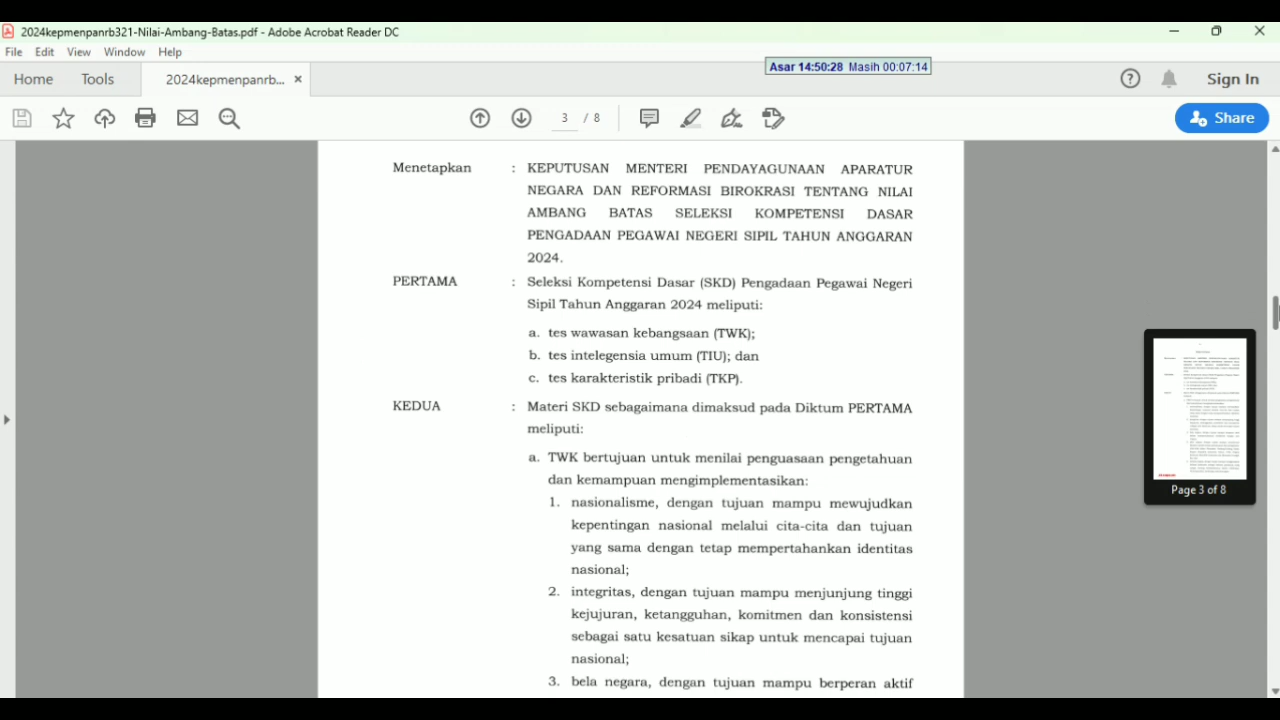 2024kepmenpanrb321-Nilai-Ambang-Batas.pdf - Adobe Acrobat Reader DC
File Edit View Window Help
Home Tools 2024kepmenpanrb... ×
Asar 14:50:28 Masih 00:07:14
Sign In
3 / 8
Share
Menetapkan : KEPUTUSAN MENTERI PENDAYAGUNAAN APARATUR
NEGARA DAN REFORMASI BIROKRASI TENTANG NILAI
AMBANG BATAS SELEKSI KOMPETENSI DASAR
PENGADAAN PEGAWAI NEGERI SIPIL TAHUN ANGGARAN
2024.
PERTAMA : Seleksi Kompetensi Dasar (SKD) Pengadaan Pegawai Negeri
Sipil Tahun Anggaran 2024 meliputi:
a. tes wawasan kebangsaan (TWK);
b. tes intelegensia umum (TIU); dan
c. tes karakteristik pribadi (TKP).
KEDUA : Materi SKD sebagaimana dimaksud pada Diktum PERTAMA
meliputi:
a. TWK bertujuan untuk menilai penguasaan pengetahuan
dan kemampuan mengimplementasikan:
1. nasionalisme, dengan tujuan mampu mewujudkan
kepentingan nasional melalui cita-cita dan tujuan
yang sama dengan tetap mempertahankan identitas
nasional;
2. integritas, dengan tujuan mampu menjunjung tinggi
kejujuran, ketangguhan, komitmen dan konsistensi
sebagai satu kesatuan sikap untuk mencapai tujuan
nasional;
3. bela negara, dengan tujuan mampu berperan aktif
Page 3 of 8